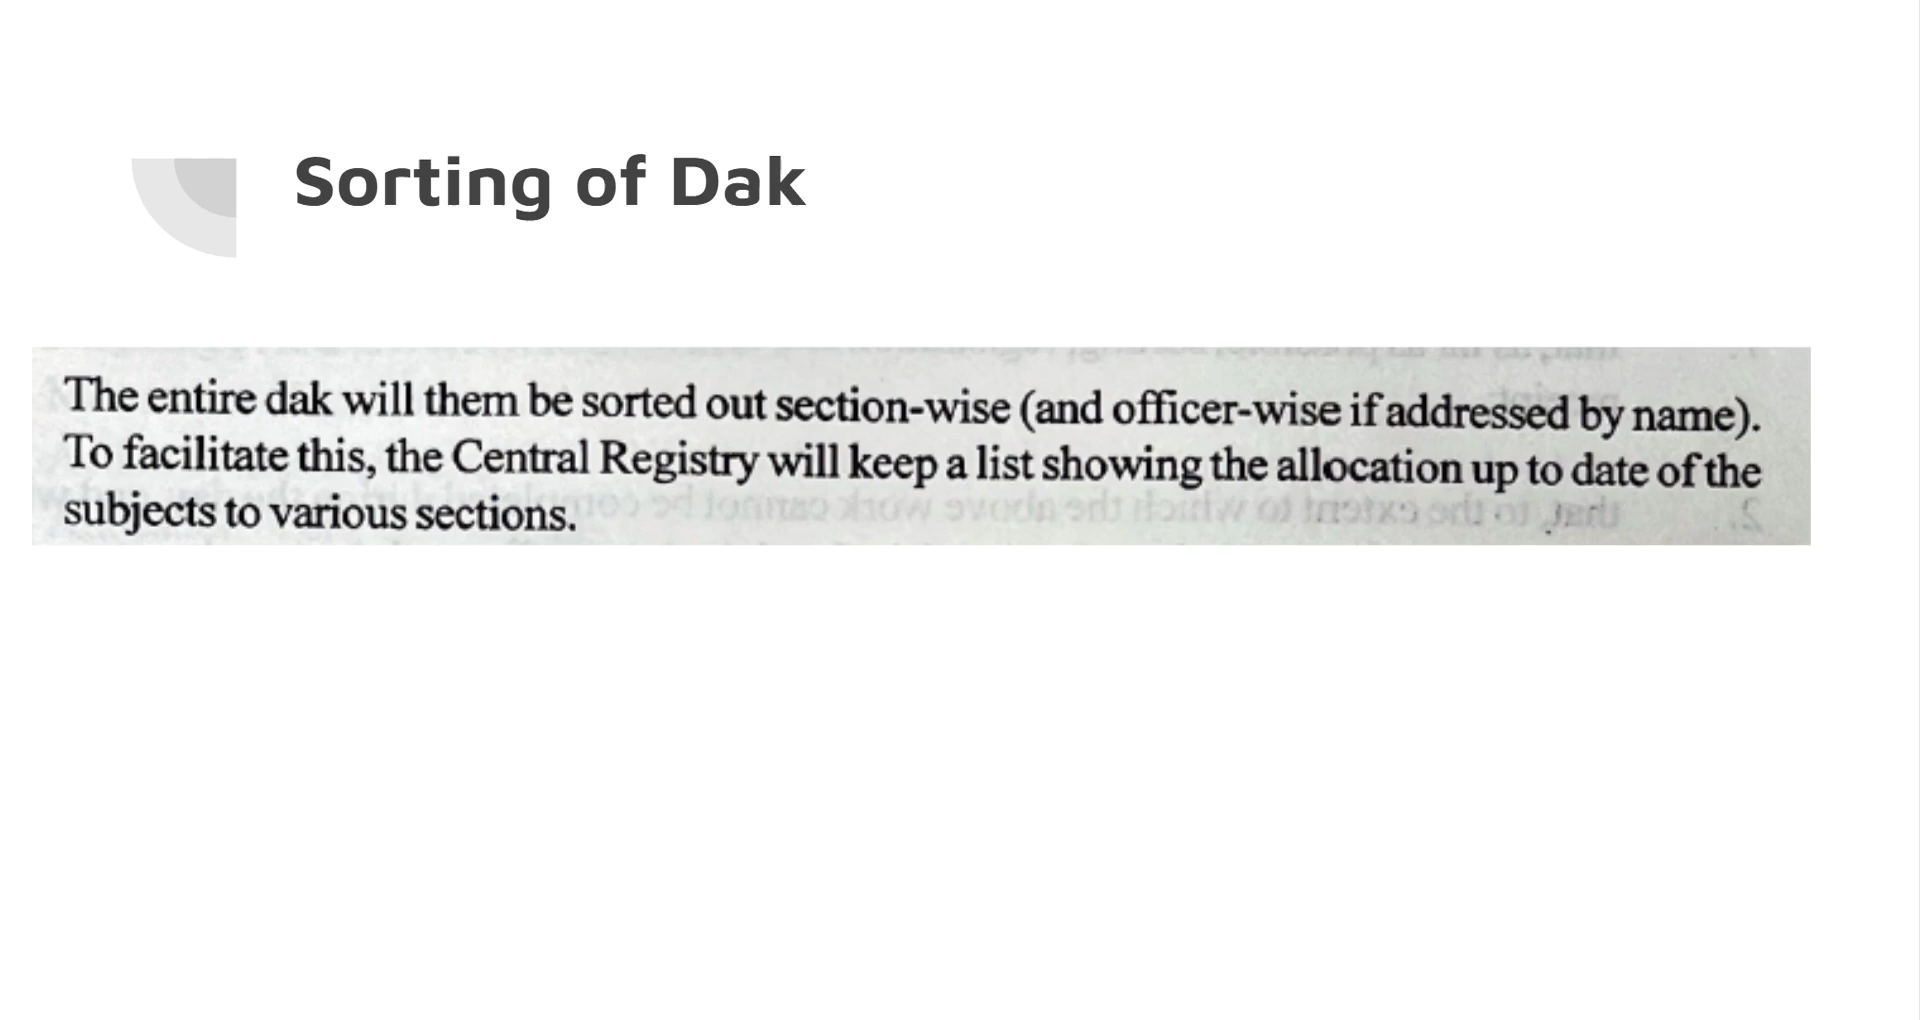 Sorting of Dak
The entire dak will them be sorted out section-wise (and officer-wise if addressed by name).
To facilitate this, the Central Registry will keep a list showing the allocation up to date of the
subjects to various sections.